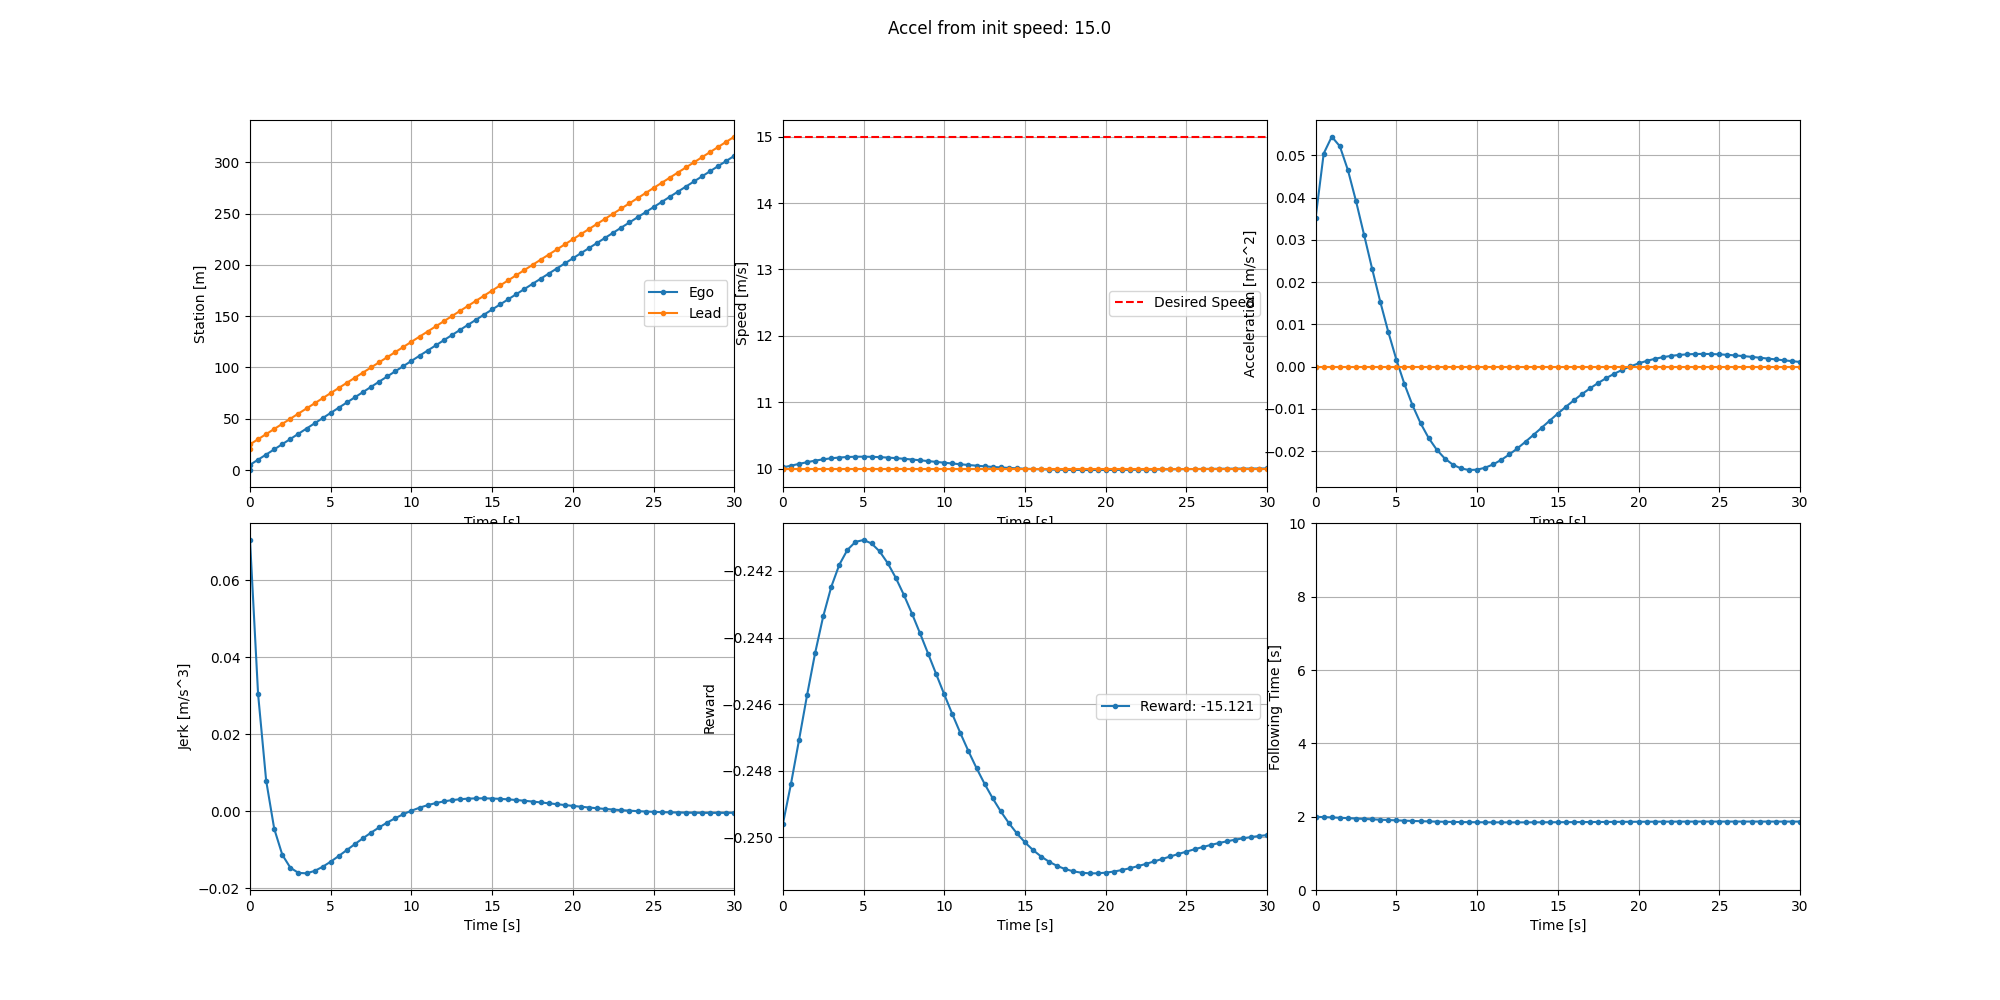 Accel from init speed: 15.0
Station [m]
300
250
200
150
100
50
0
Ego
Lead
0 5 10 15 20 25 30
Time [s]
Speed [m/s]
15
14
13
12
11
10
Desired Speed
0 5 10 15 20 25 30
Time [s]
Acceleration [m/s^2]
0.05
0.04
0.03
0.02
0.01
0.00
−0.01
−0.02
0 5 10 15 20 25 30
Time [s]
Jerk [m/s^3]
0.06
0.04
0.02
0.00
−0.02
0 5 10 15 20 25 30
Time [s]
Reward
−0.242
−0.244
−0.246
−0.248
−0.250
Reward: -15.121
0 5 10 15 20 25 30
Time [s]
Following Time [s]
10
8
6
4
2
0
0 5 10 15 20 25 30
Time [s]